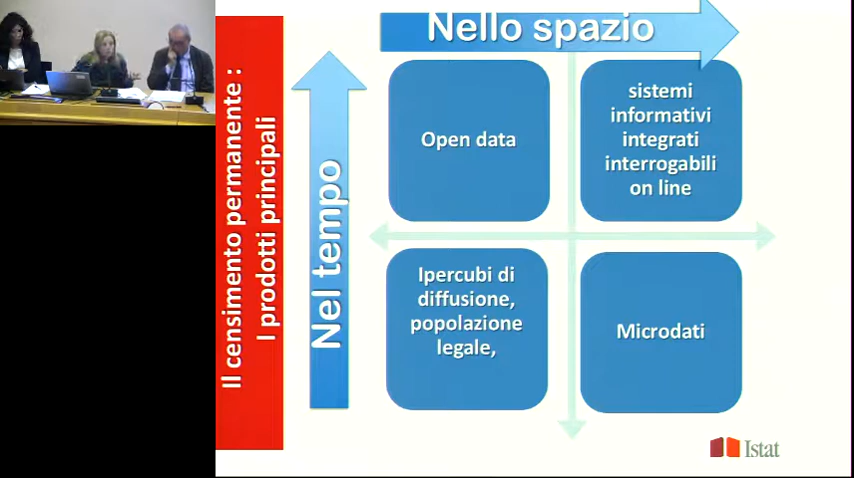 Il censimento permanente :
I prodotti principali
Nello spazio
Nel tempo
Open data
sistemi
informativi
integrati
interrogabili
on line
Ipercubi di
diffusione,
popolazione
legale,
Microdati
Istat